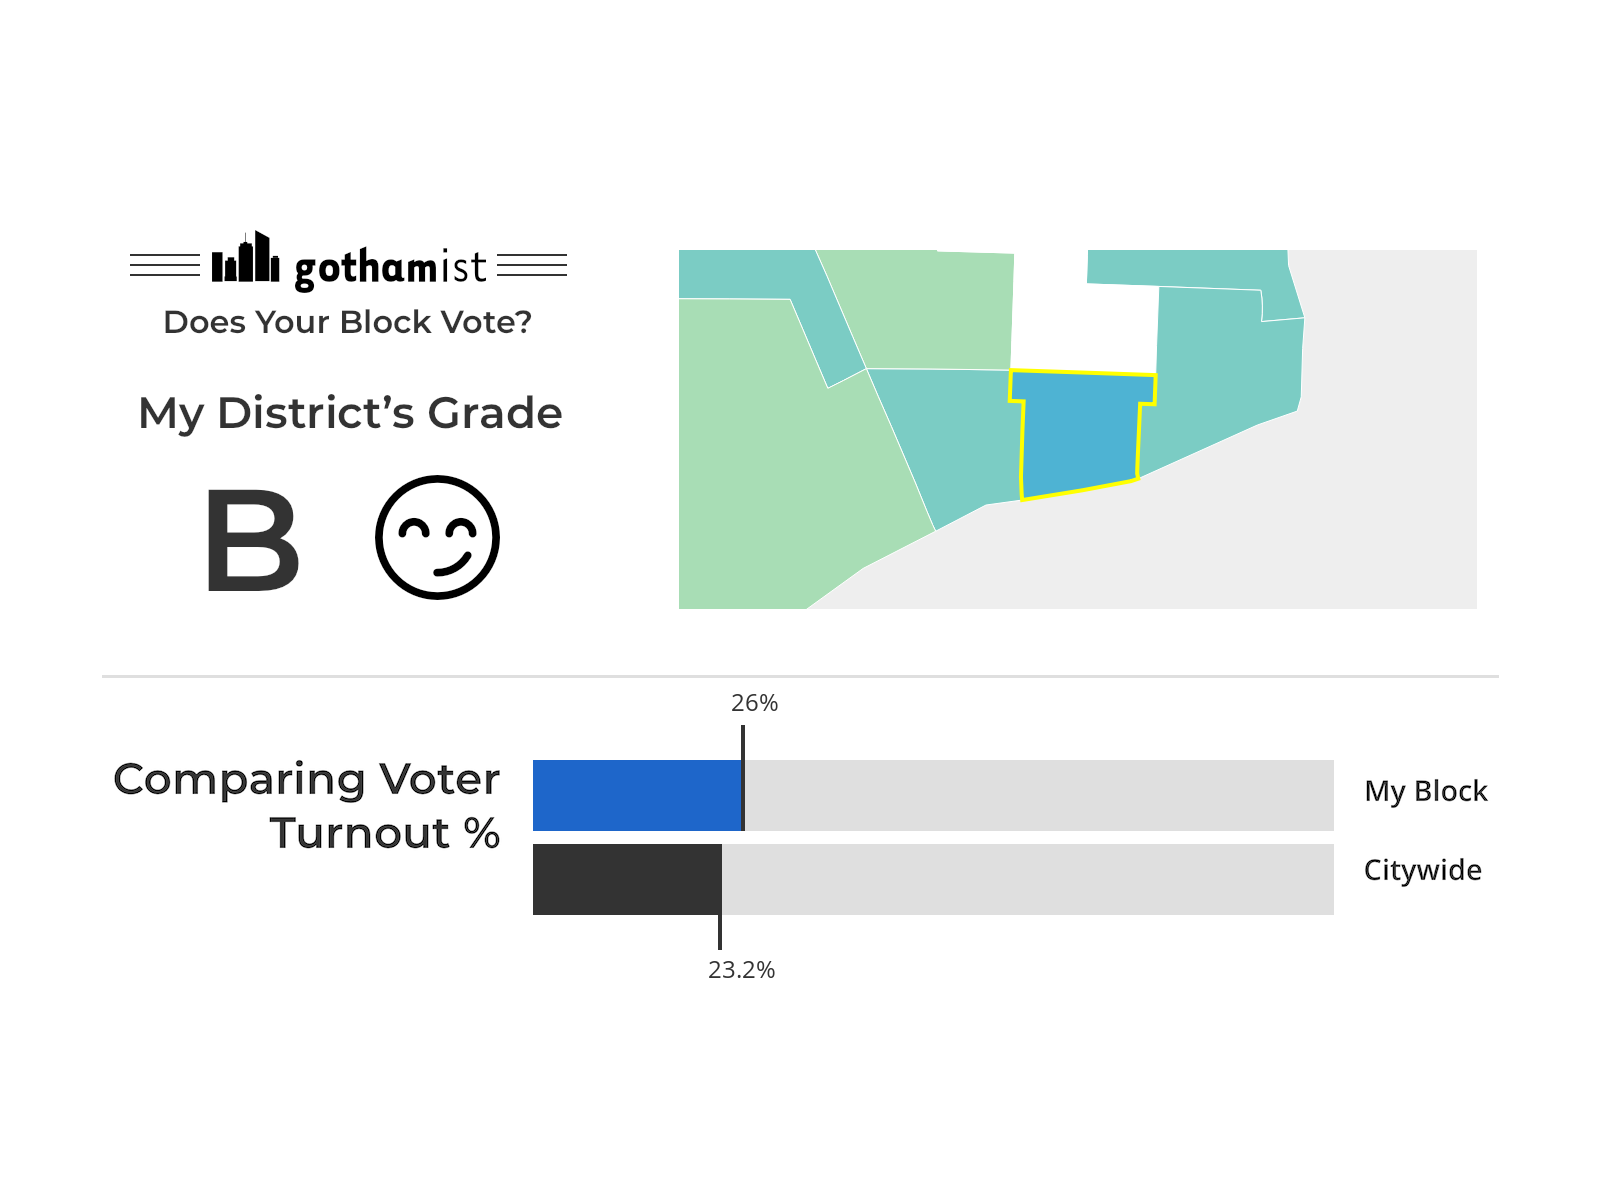 gothamist
Does Your Block Vote?
My District’s Grade
B
26%
Comparing Voter
Turnout %
My Block
Citywide
23.2%